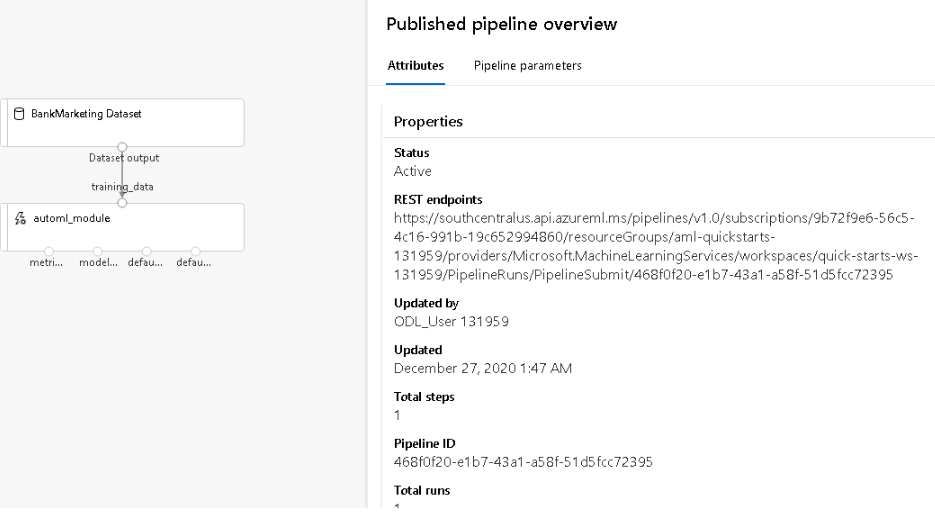 BankMarketing Dataset
Dataset output
training_data
automl_module
metri... model... defau... defau...
Published pipeline overview
Attributes Pipeline parameters
Properties
Status
Active
REST endpoints
https://southcentralus.api.azureml.ms/pipelines/v1.0/subscriptions/9b72f9e6-56c5-
4c16-991b-19c652994860/resourceGroups/aml-quickstarts-
131959/providers/Microsoft.MachineLearningServices/workspaces/quick-starts-ws-
131959/PipelineRuns/PipelineSubmit/468f0f20-e1b7-43a1-a58f-51d5fcc72395
Updated by
ODL_User 131959
Updated
December 27, 2020 1:47 AM
Total steps
1
Pipeline ID
468f0f20-e1b7-43a1-a58f-51d5fcc72395
Total runs
1